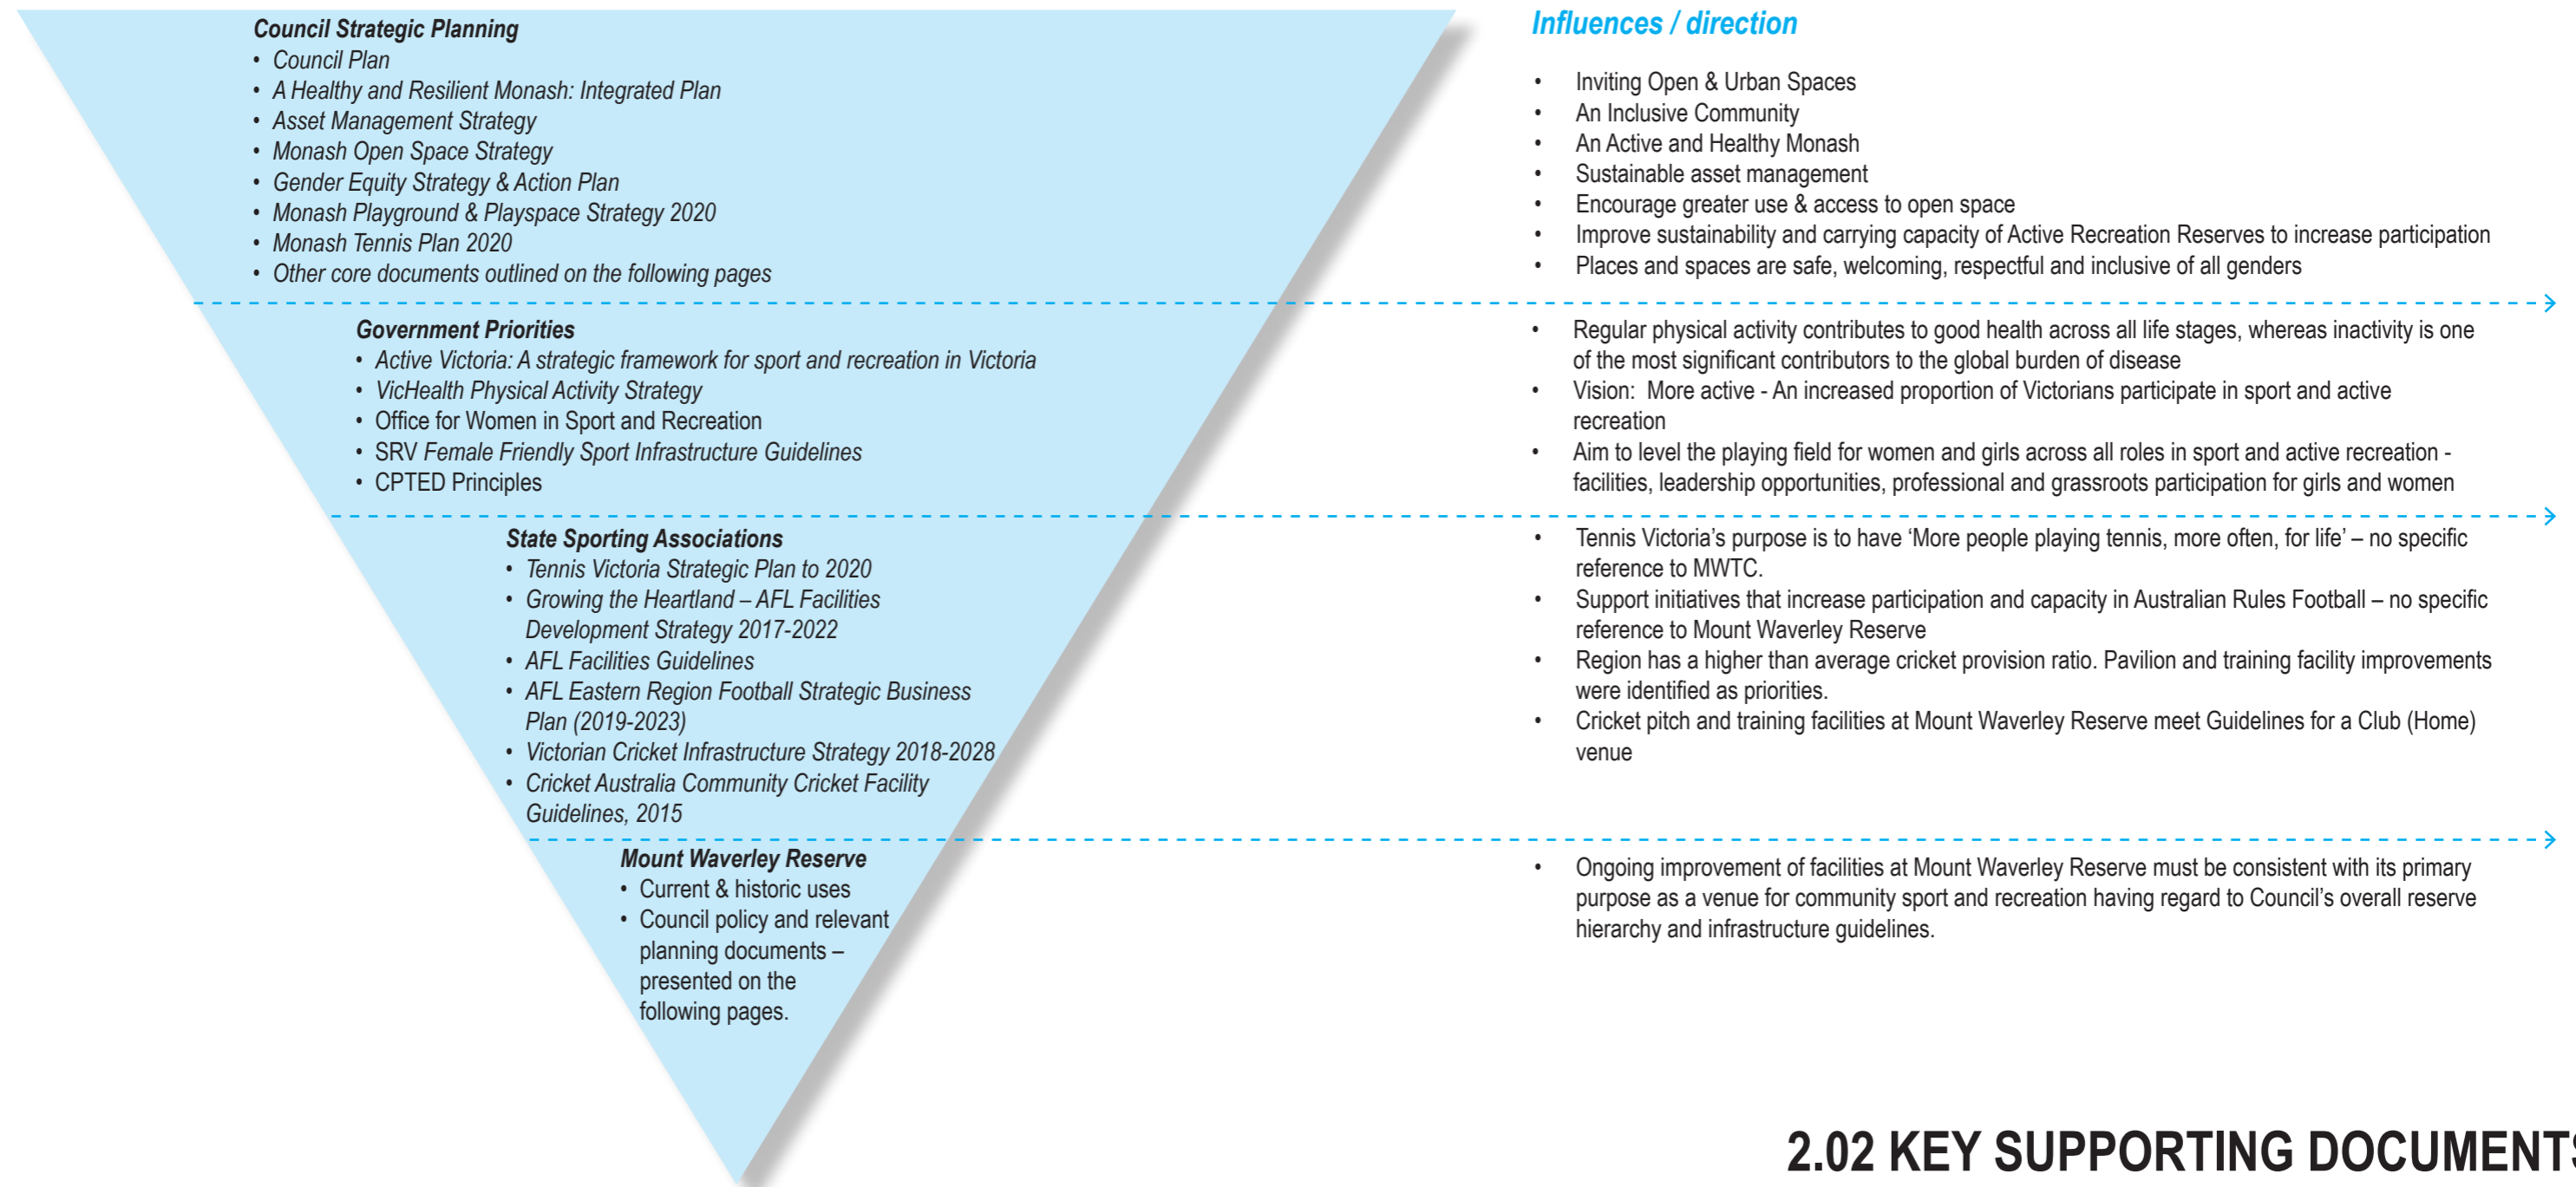 Council Strategic Planning
• Council Plan
• A Healthy and Resilient Monash: Integrated Plan
• Asset Management Strategy
• Monash Open Space Strategy
• Gender Equity Strategy & Action Plan
• Monash Playground & Playspace Strategy 2020
• Monash Tennis Plan 2020
• Other core documents outlined on the following pages
Influences / direction
• Inviting Open & Urban Spaces
• An Inclusive Community
• An Active and Healthy Monash
• Sustainable asset management
• Encourage greater use & access to open space
• Improve sustainability and carrying capacity of Active Recreation Reserves to increase participation
• Places and spaces are safe, welcoming, respectful and inclusive of all genders
Government Priorities
• Active Victoria: A strategic framework for sport and recreation in Victoria
• VicHealth Physical Activity Strategy
• Office for Women in Sport and Recreation
• SRV Female Friendly Sport Infrastructure Guidelines
• CPTED Principles
• Regular physical activity contributes to good health across all life stages, whereas inactivity is one
of the most significant contributors to the global burden of disease
• Vision:  More active - An increased proportion of Victorians participate in sport and active
recreation
• Aim to level the playing field for women and girls across all roles in sport and active recreation -
facilities, leadership opportunities, professional and grassroots participation for girls and women
State Sporting Associations
• Tennis Victoria Strategic Plan to 2020
• Growing the Heartland – AFL Facilities
Development Strategy 2017-2022
• AFL Facilities Guidelines
• AFL Eastern Region Football Strategic Business
Plan (2019-2023)
• Victorian Cricket Infrastructure Strategy 2018-2028
• Cricket Australia Community Cricket Facility
Guidelines, 2015
• Tennis Victoria’s purpose is to have ‘More people playing tennis, more often, for life’ – no specific
reference to MWTC.
• Support initiatives that increase participation and capacity in Australian Rules Football – no specific
reference to Mount Waverley Reserve
• Region has a higher than average cricket provision ratio. Pavilion and training facility improvements
were identified as priorities.
• Cricket pitch and training facilities at Mount Waverley Reserve meet Guidelines for a Club (Home)
venue
Mount Waverley Reserve
• Current & historic uses
• Council policy and relevant
planning documents –
presented on the
following pages.
• Ongoing improvement of facilities at Mount Waverley Reserve must be consistent with its primary
purpose as a venue for community sport and recreation having regard to Council’s overall reserve
hierarchy and infrastructure guidelines.
2.02 KEY SUPPORTING DOCUMENTS